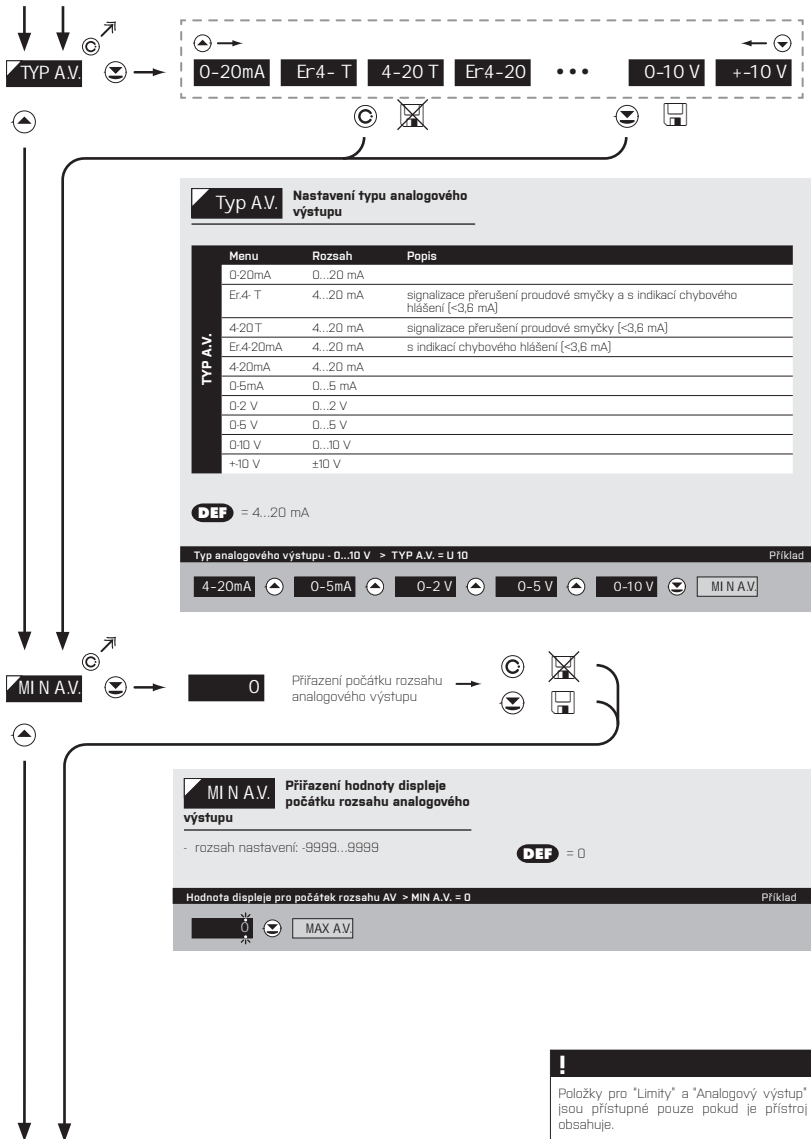 TYP A.V.
0-20mA Er4- T 4-20 T Er4-20 ••• 0-10 V +-10 V
Typ A.V. Nastavení typu analogového
výstupu
Menu Rozsah Popis
TYP A.V.
0-20mA 0...20 mA
Er.4- T 4...20 mA signalizace přerušení proudové smyčky a s indikací chybového
hlášení (<3,6 mA)
4-20T 4...20 mA signalizace přerušení proudové smyčky (<3,6 mA)
Er.4-20mA 4...20 mA s indikací chybového hlášení (<3,6 mA)
4-20mA 4...20 mA
0-5mA 0...5 mA
0-2 V 0...2 V
0-5 V 0...5 V
0-10 V 0...10 V
+-10 V ±10 V
DEF = 4...20 mA
Typ analogového výstupu - 0...10 V > TYP A.V. = U 10 Příklad
4-20mA 0-5mA 0-2 V 0-5 V 0-10 V MIN A.V.
MIN A.V. 0 Přiřazení počátku rozsahu
analogového výstupu
MIN A.V. Přiřazení hodnoty displeje
počátku rozsahu analogového
výstupu
- rozsah nastavení: -9999...9999 DEF = 0
Hodnota displeje pro počátek rozsahu AV > MIN A.V. = 0 Příklad
0 MAX A.V.
!
Položky pro "Limity" a "Analogový výstup"
jsou přístupné pouze pokud je přístroj
obsahuje.